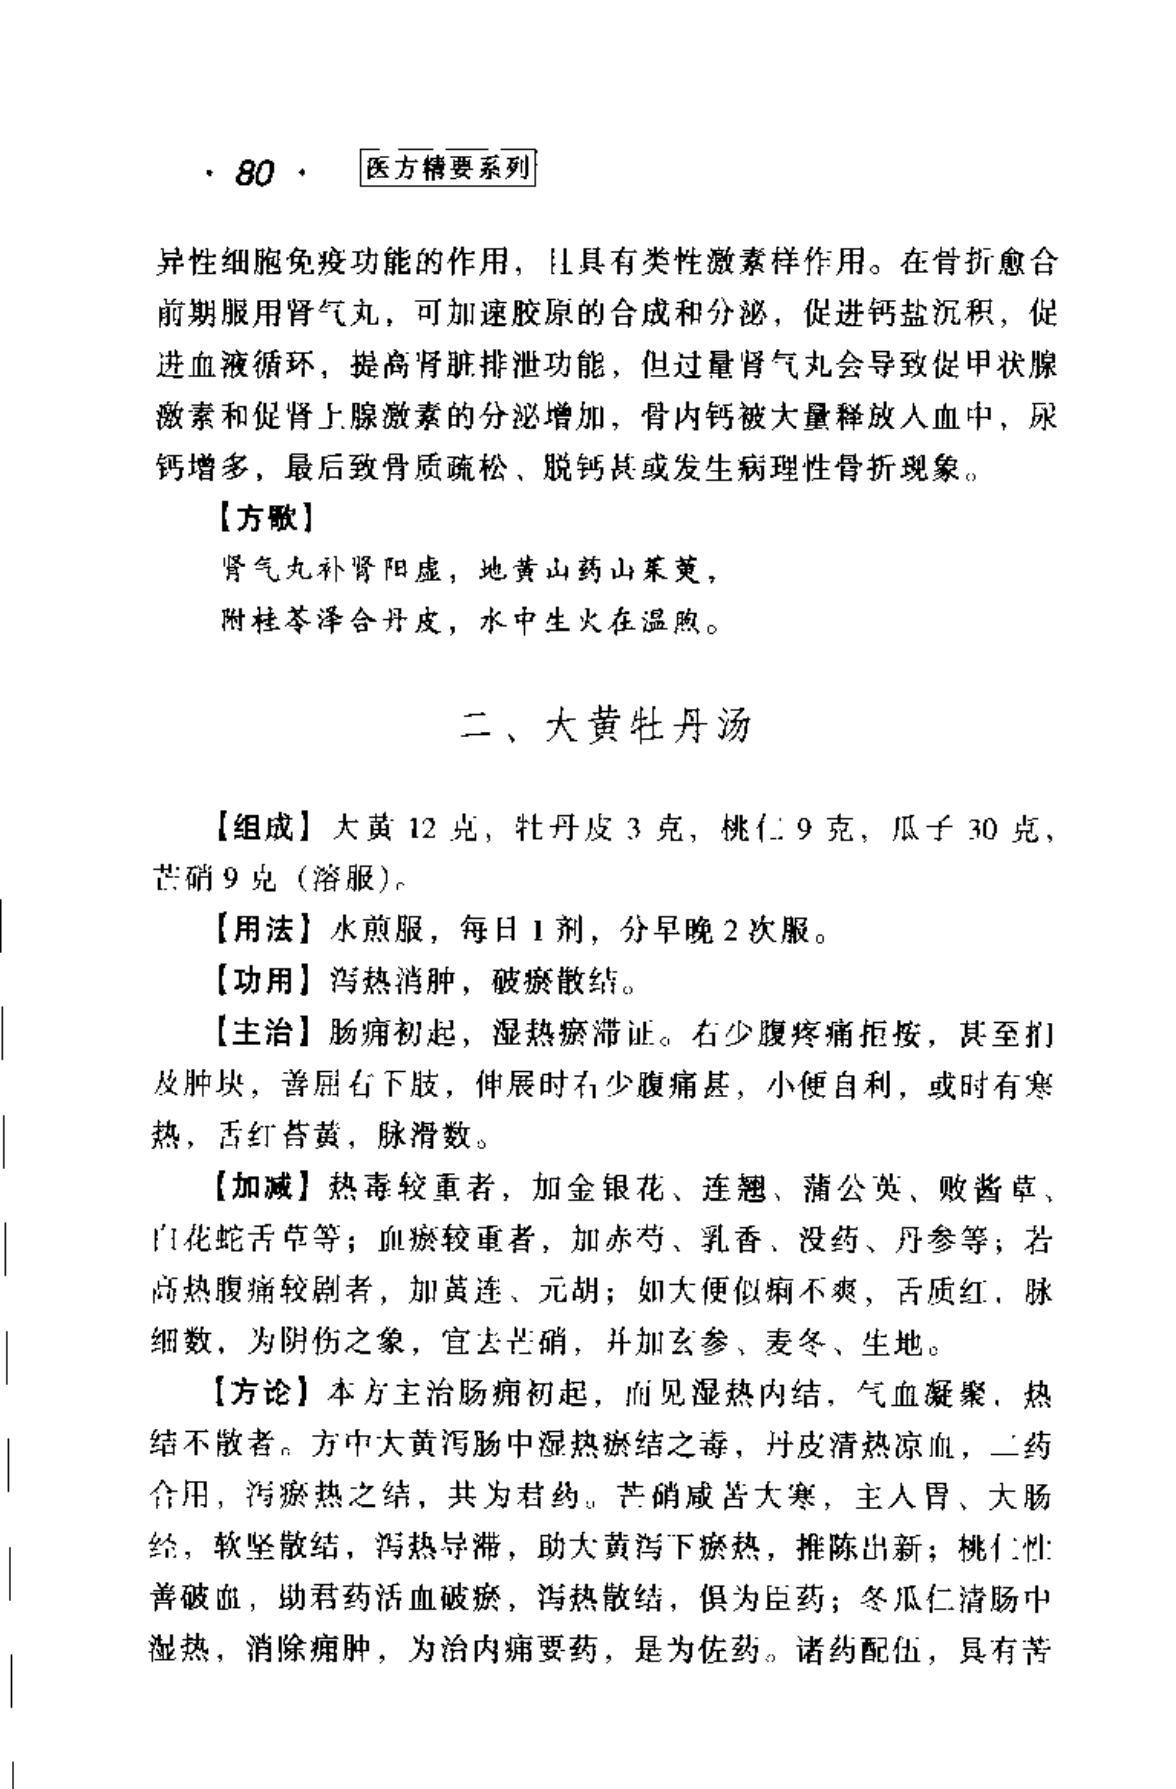 · 80 · 医方精要系列
异性细胞免疫功能的作用，且具有类性激素样作用。在骨折愈合
前期服用肾气丸，可加速胶原的合成和分泌，促进钙盐沉积，促
进血液循环，提高肾脏排泄功能，但过量肾气丸会导致促甲状腺
激素和促肾上腺激素的分泌增加，骨内钙被大量释放入血中，尿
钙增多，最后致骨质疏松、脱钙甚或发生病理性骨折现象。
【方歌】
肾气丸补肾阳虚，地黄山药山茱萸，
附桂苓泽合丹皮，水中生火在温煦。
二、大黄牡丹汤
【组成】大黄 12 克，牡丹皮 3 克，桃仁 9 克，瓜子 30 克，
芒硝 9 克（溶服）。
【用法】水煎服，每日 1 剂，分早晚 2 次服。
【功用】泻热消肿，破瘀散结。
【主治】肠痈初起，湿热瘀滞证。右少腹疼痛拒按，甚至扪
及肿块，善屈右下肢，伸展时右少腹痛甚，小便自利，或时有寒
热，舌红苔黄，脉滑数。
【加减】热毒较重者，加金银花、连翘、蒲公英、败酱草、
白花蛇舌草等；血瘀较重者，加赤芍、乳香、没药、丹参等；若
高热腹痛较剧者，加黄连、元胡；如大便似痢不爽，舌质红，脉
细数，为阴伤之象，宜去芒硝，并加玄参、麦冬、生地。
【方论】本方主治肠痈初起，而见湿热内结，气血凝聚，热
结不散者。方中大黄泻肠中湿热瘀结之毒，丹皮清热凉血，二药
合用，泻瘀热之结，共为君药。芒硝咸苦大寒，主入胃、大肠
经，软坚散结，泻热导滞，助大黄泻下瘀热，推陈出新；桃仁性
善破血，助君药活血破瘀，泻热散结，俱为臣药；冬瓜仁清肠中
湿热，消除痈肿，为治内痈要药，是为佐药。诸药配伍，具有苦